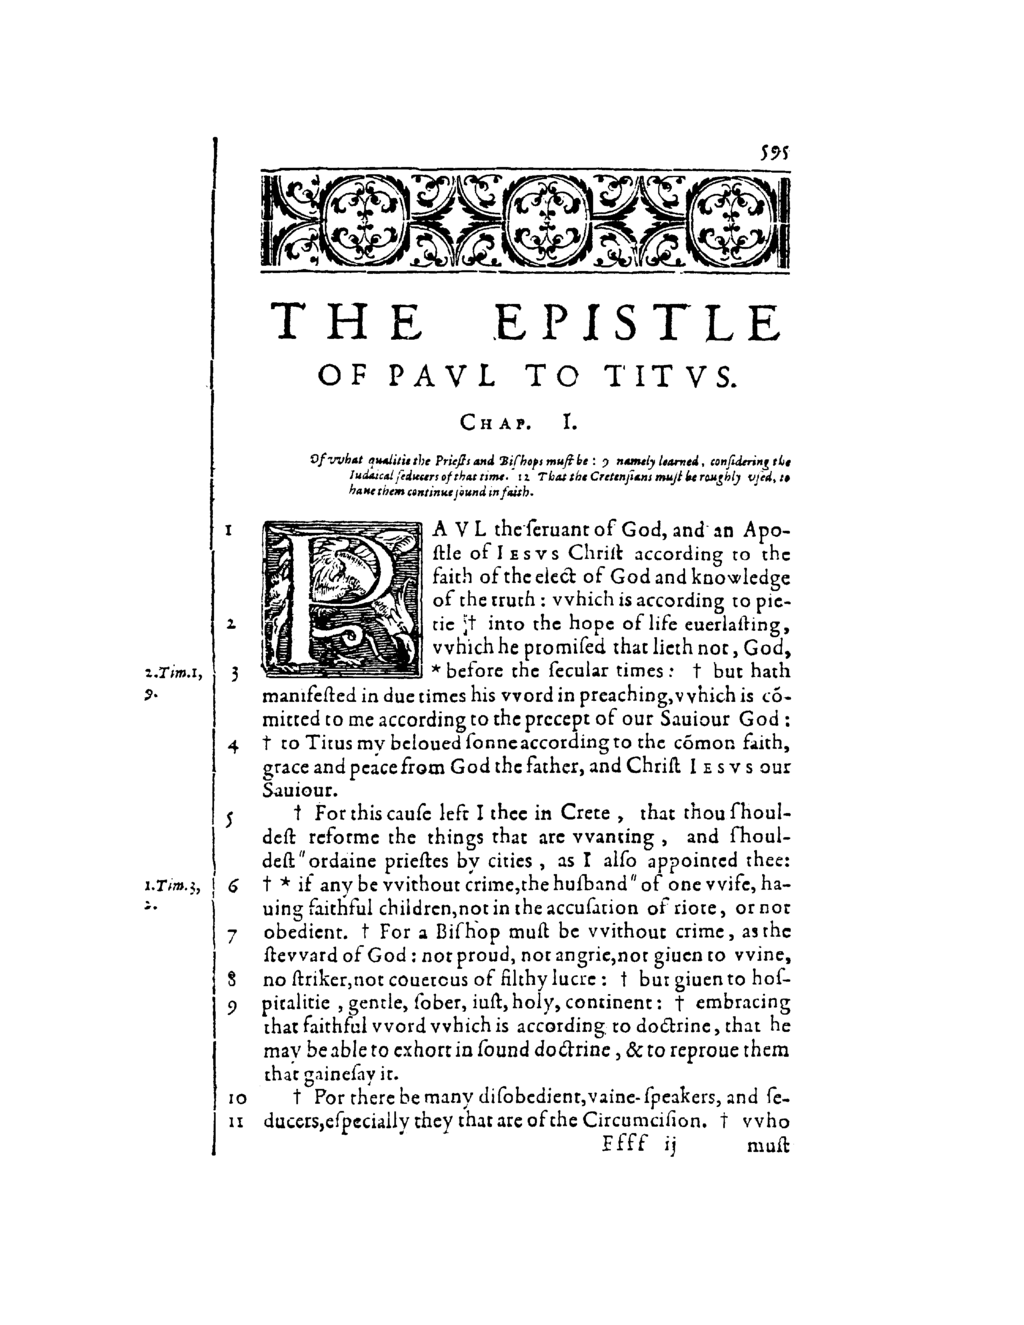 595
THE EPISTLE
OF PAVL TO TITVS.
CHAP. I.
Of vvhat qualitie the Prieſts and Biſhops muſt be : 9 namely learned, conſidering the
Iudaical ſeducers of that time. 12 That the Cretenſians muſt be roughly vſed, to
haue them continue ſound in faith.
1 PAVL the ſeruant of God, and an Apo-
ſtle of IESVS Chriſt according to the
faith of the elect of God and knowledge
of the truth : vvhich is according to pie-
2 tie † into the hope of life euerlaſting,
vvhich he promiſed that lieth not, God,
2.Tim.1, 3 * before the ſecular times : † but hath
9. manifeſted in due times his vvord in preaching, vvhich is cō-
mitted to me according to the precept of our Sauiour God :
4 † to Titus my beloued ſonne according to the cōmon faith,
grace and peace from God the father, and Chriſt IESVS our
Sauiour.
5 † For this cauſe left I thee in Crete , that thou ſhoul-
deſt reforme the things that are vvanting , and ſhoul-
deſt "ordaine prieſtes by cities , as I alſo appointed thee:
1.Tim.3, 6 † * if any be vvithout crime, the huſband" of one vvife, ha-
2. uing faithful children, not in the accuſation of riote, or not
7 obedient. † For a Biſhop muſt be vvithout crime, as the
ſtevvard of God : not proud, not angrie, not giuen to vvine,
8 no ſtriker, not couetous of filthy lucre : † but giuen to hoſ-
9 pitalitie , gentle, ſober, iuſt, holy, continent : † embracing
that faithful vvord vvhich is according to doctrine, that he
may be able to exhort in ſound doctrine , & to reproue them
that gaineſay it.
10 † For there be many diſobedient, vaine-ſpeakers, and ſe-
11 ducers, eſpecially they that are of the Circumciſion. † vvho
Ffff ij muſt